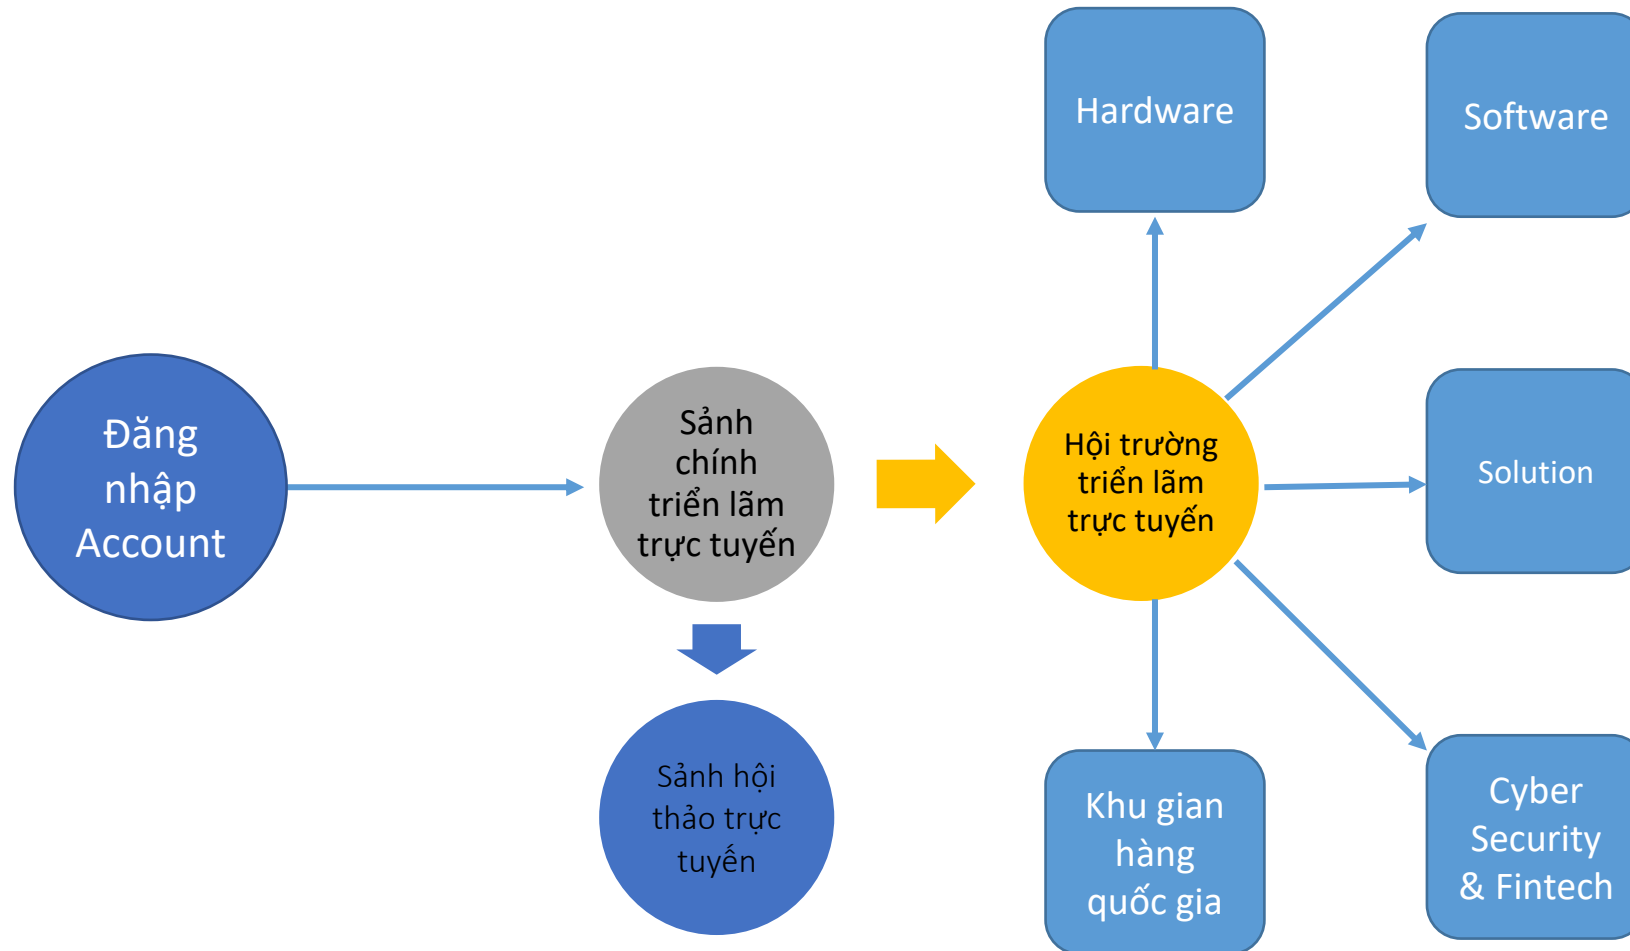 Hardware
Software
Đăng
nhập
Account
Sảnh
chính
triển lãm
trực tuyến
Hội trường
triển lãm
trực tuyến
Solution
Sảnh hội
thảo trực
tuyến
Khu gian
hàng
quốc gia
Cyber
Security
& Fintech